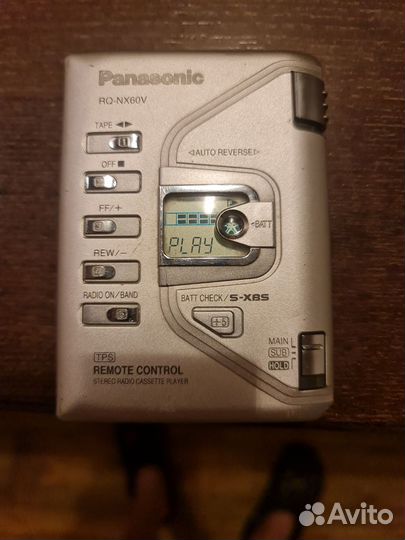 Panasonic
RQ-NX60V
TAPE ◄►
OFF ■
FF/+
REW/–
RADIO ON/BAND
◁AUTO REVERSE▷
◁BATT
PLAY
BATT CHECK/S-XBS
MAIN
SUB
HOLD
TPS
REMOTE CONTROL
STEREO RADIO CASSETTE PLAYER
Avito